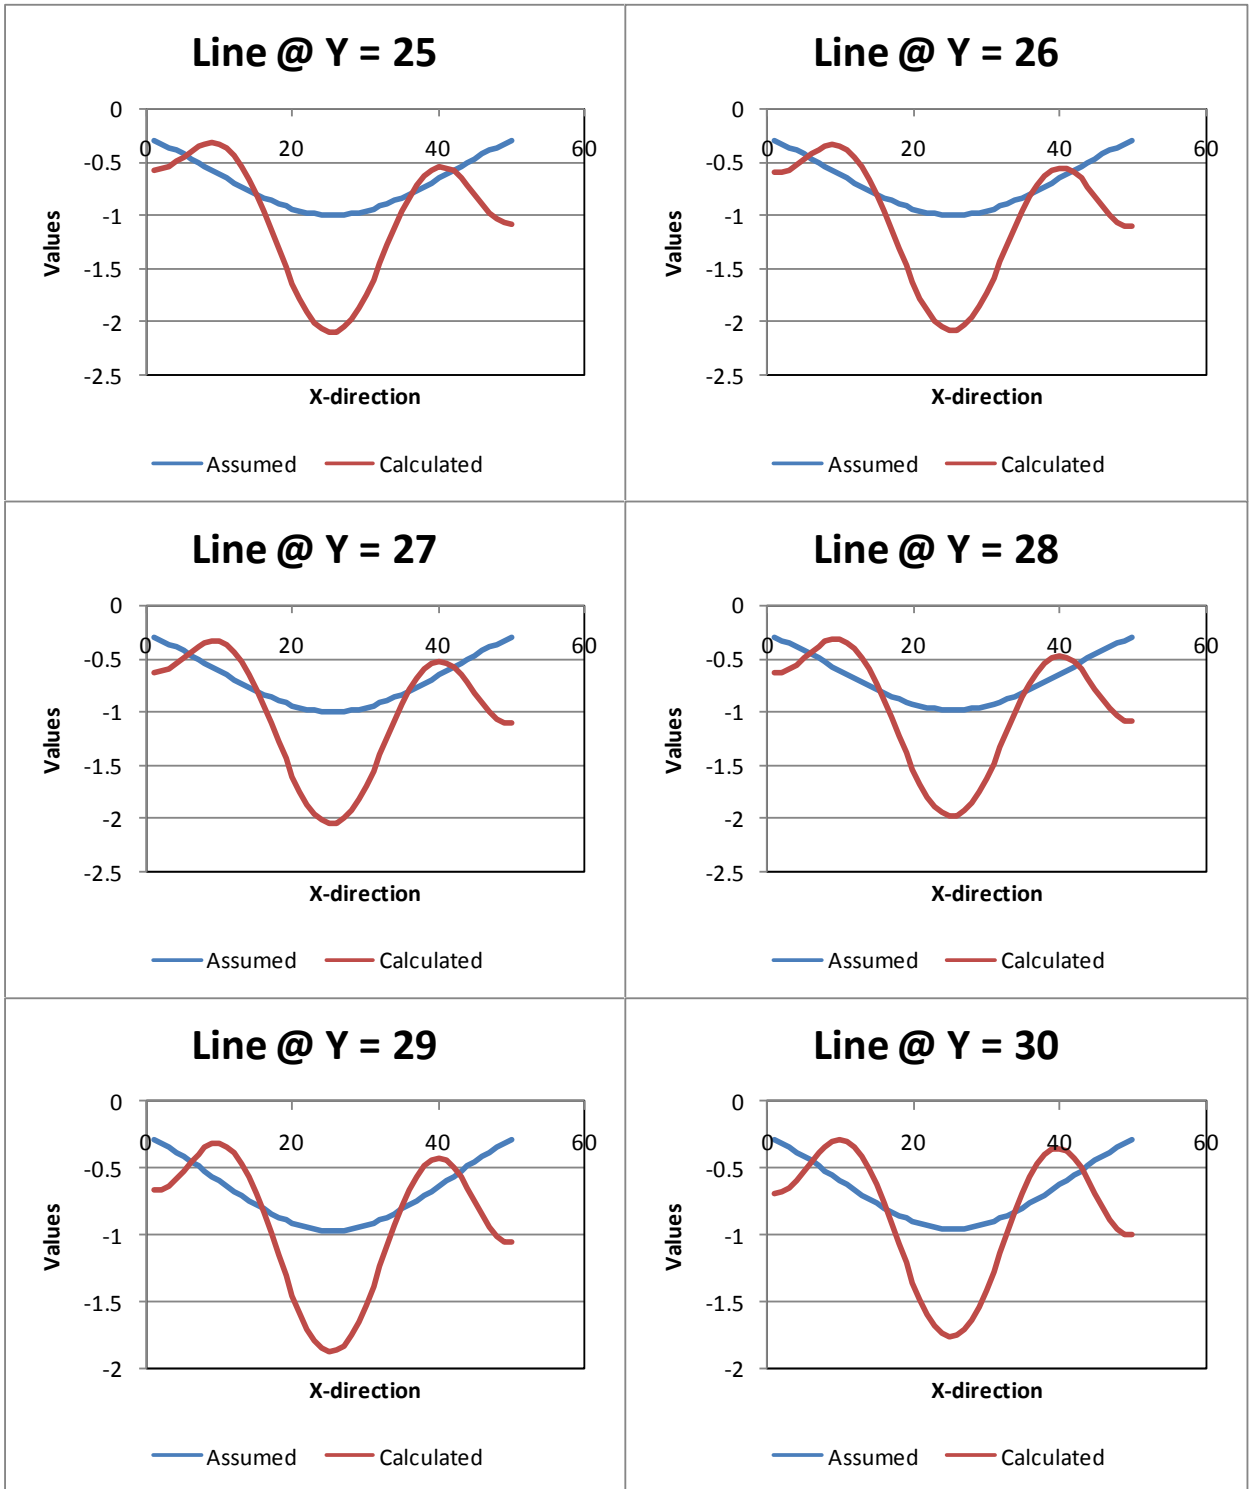 Line @ Y = 25
0
0 20 40 60
-0.5
-1
-1.5
-2
-2.5
Values
X-direction
Assumed Calculated
Line @ Y = 26
0
0 20 40 60
-0.5
-1
-1.5
-2
-2.5
Values
X-direction
Assumed Calculated
Line @ Y = 27
0
0 20 40 60
-0.5
-1
-1.5
-2
-2.5
Values
X-direction
Assumed Calculated
Line @ Y = 28
0
0 20 40 60
-0.5
-1
-1.5
-2
-2.5
Values
X-direction
Assumed Calculated
Line @ Y = 29
0
0 20 40 60
-0.5
-1
-1.5
-2
Values
X-direction
Assumed Calculated
Line @ Y = 30
0
0 20 40 60
-0.5
-1
-1.5
-2
Values
X-direction
Assumed Calculated